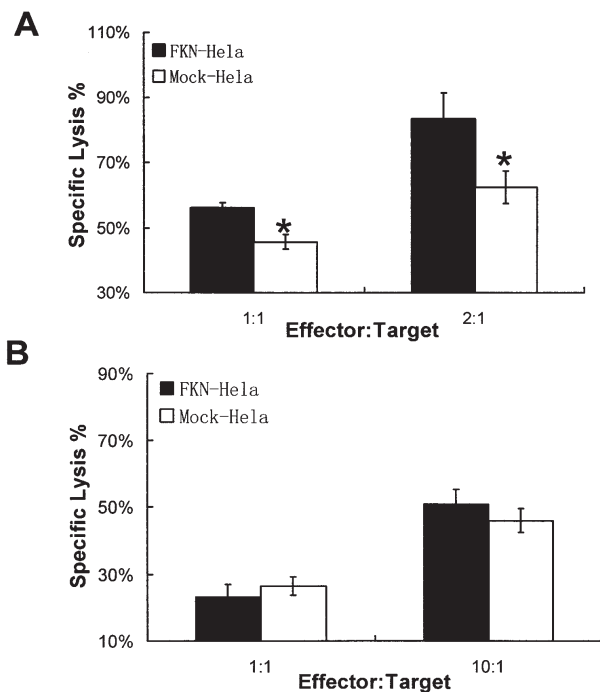 A
110%
FKN-Hela
Mock-Hela
90%
70%
50%
30%
Specific Lysis %
*
*
1:1
2:1
Effector:Target
B
90%
FKN-Hela
Mock-Hela
70%
50%
30%
10%
Specific Lysis %
1:1
10:1
Effector:Target